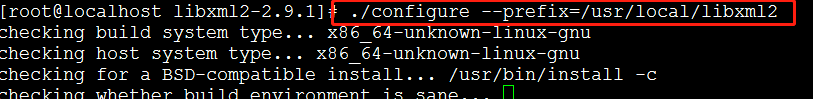 [root@localhost libxml2-2.9.1]# ./configure --prefix=/usr/local/libxml2
checking build system type... x86_64-unknown-linux-gnu
checking host system type... x86_64-unknown-linux-gnu
checking for a BSD-compatible install... /usr/bin/install -c
checking whether build environment is sane...